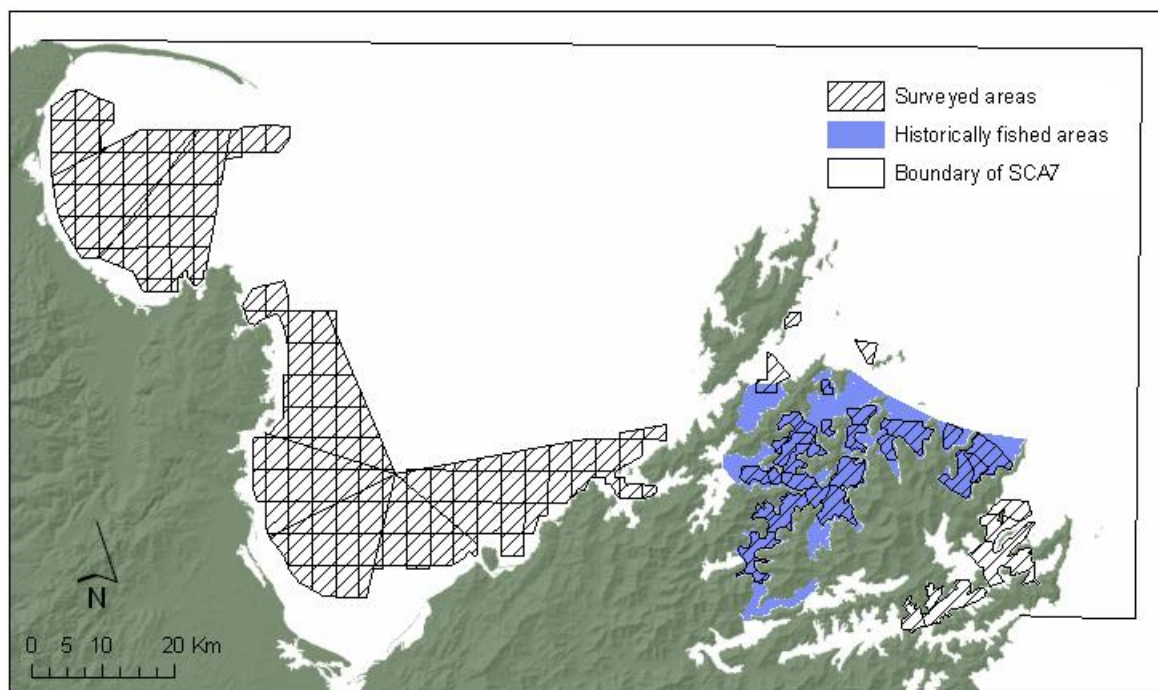 Surveyed areas
Historically fished areas
Boundary of SCA7
N
0 5 10 20 Km